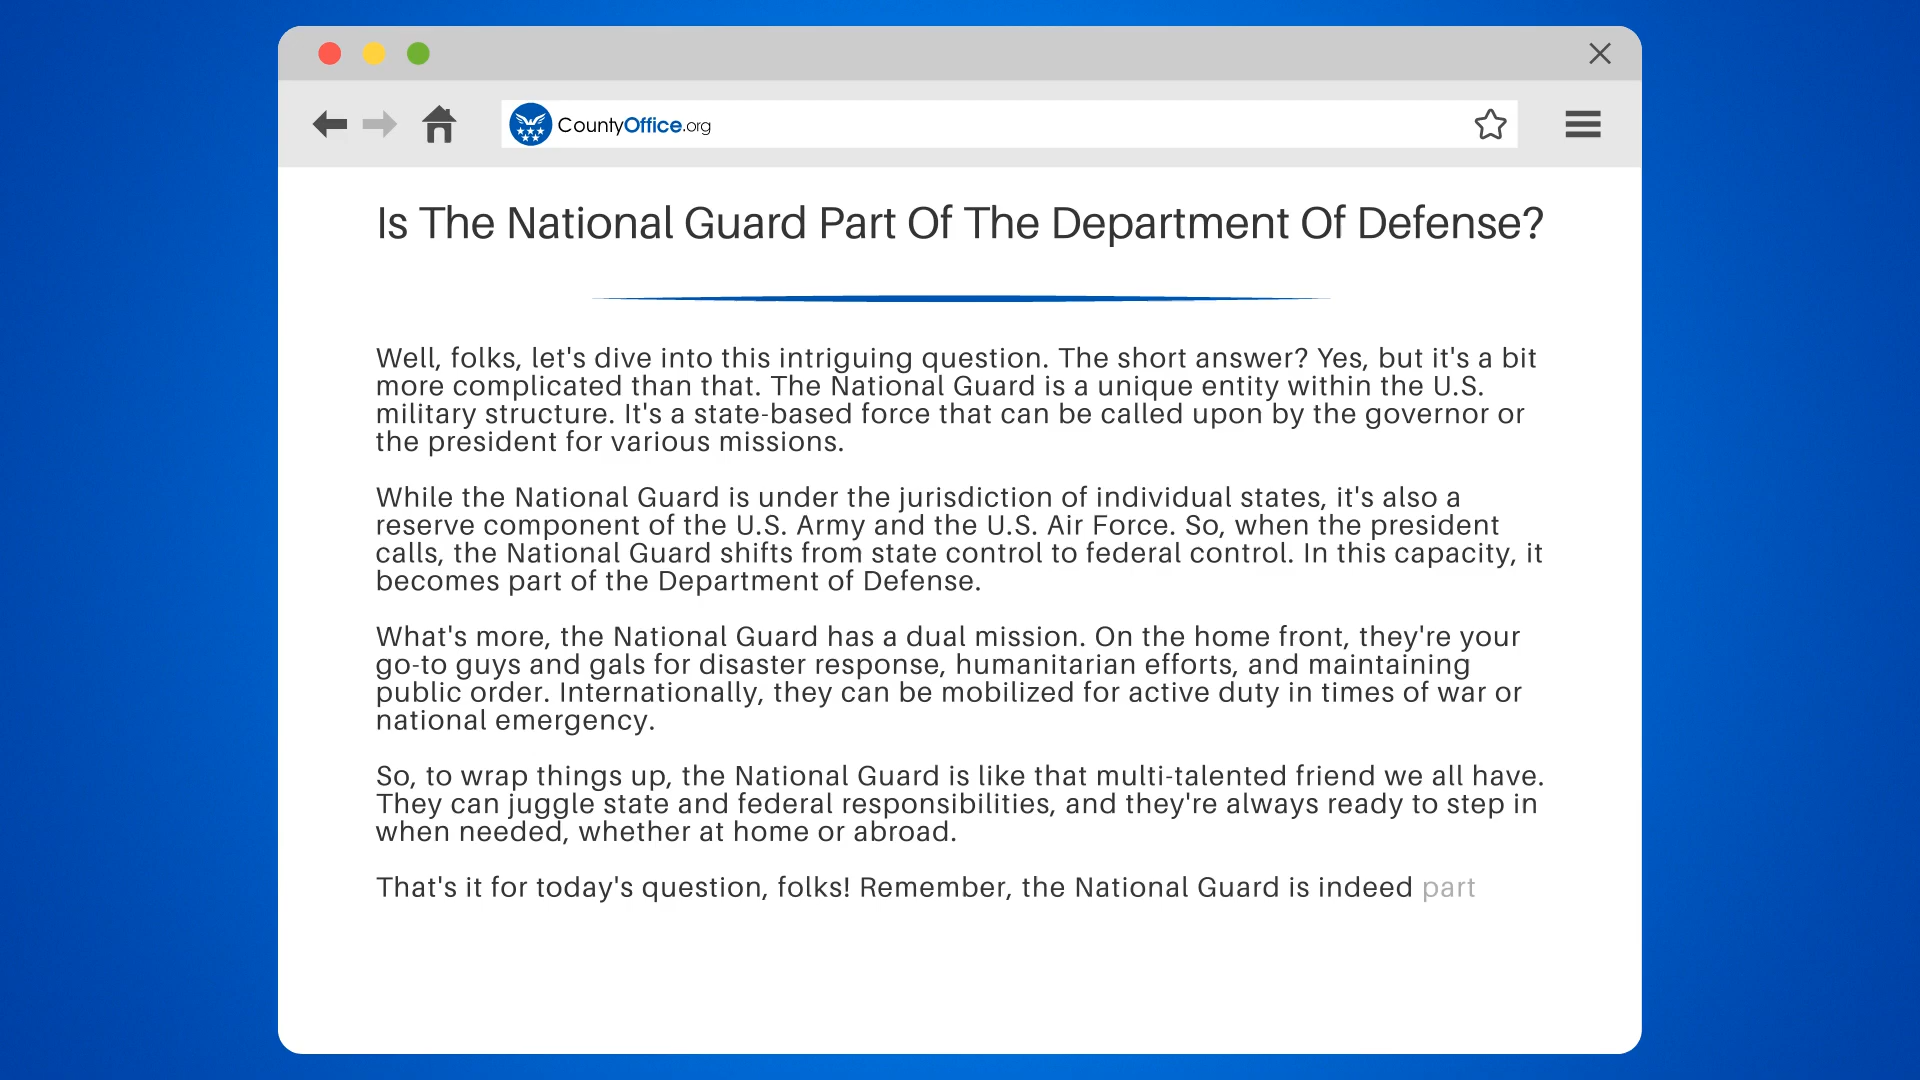 CountyOffice.org
Is The National Guard Part Of The Department Of Defense?
Well, folks, let's dive into this intriguing question. The short answer? Yes, but it's a bit
more complicated than that. The National Guard is a unique entity within the U.S.
military structure. It's a state-based force that can be called upon by the governor or
the president for various missions.
While the National Guard is under the jurisdiction of individual states, it's also a
reserve component of the U.S. Army and the U.S. Air Force. So, when the president
calls, the National Guard shifts from state control to federal control. In this capacity, it
becomes part of the Department of Defense.
What's more, the National Guard has a dual mission. On the home front, they're your
go-to guys and gals for disaster response, humanitarian efforts, and maintaining
public order. Internationally, they can be mobilized for active duty in times of war or
national emergency.
So, to wrap things up, the National Guard is like that multi-talented friend we all have.
They can juggle state and federal responsibilities, and they're always ready to step in
when needed, whether at home or abroad.
That's it for today's question, folks! Remember, the National Guard is indeed part